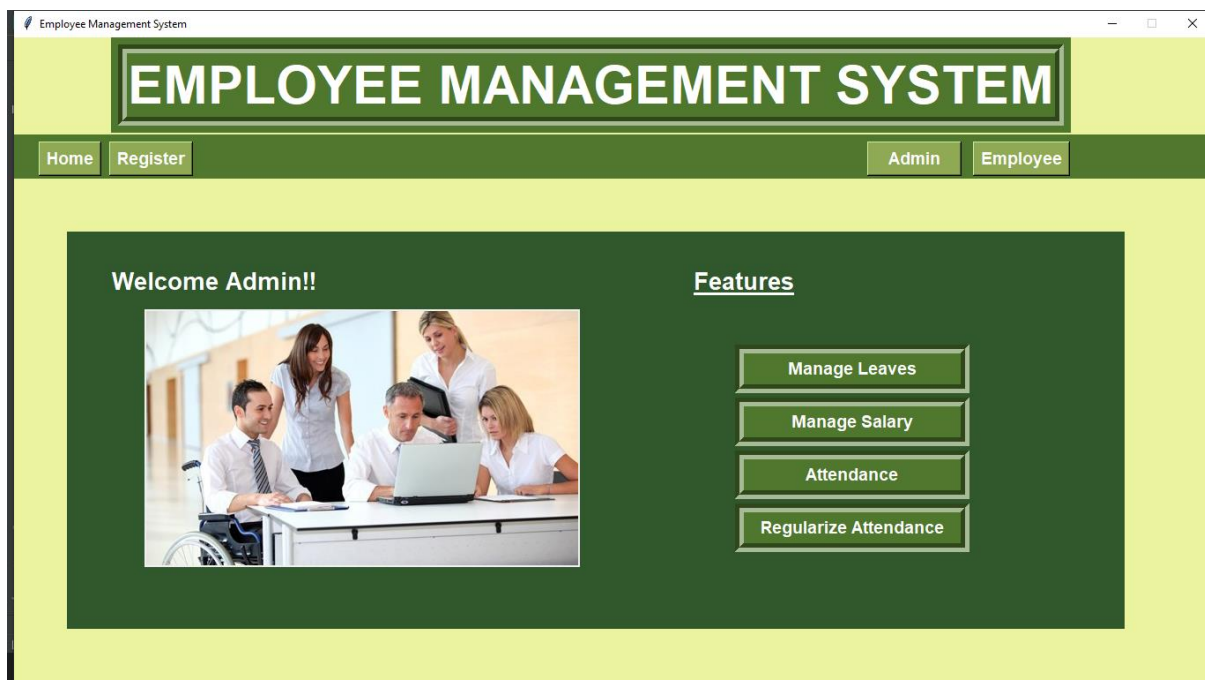 Employee Management System
EMPLOYEE MANAGEMENT SYSTEM
Home Register Admin Employee
Welcome Admin!!
Features
Manage Leaves
Manage Salary
Attendance
Regularize Attendance